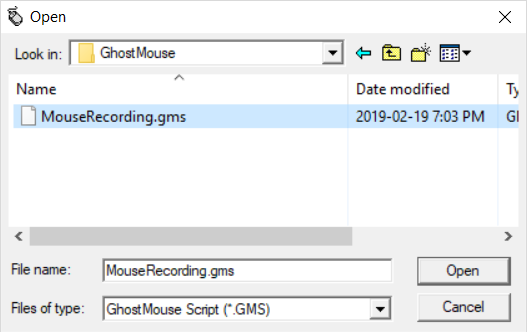 Open
Look in: GhostMouse
Name Date modified Ty
MouseRecording.gms 2019-02-19 7:03 PM
File name: MouseRecording.gms Open
Files of type: GhostMouse Script (*.GMS) Cancel